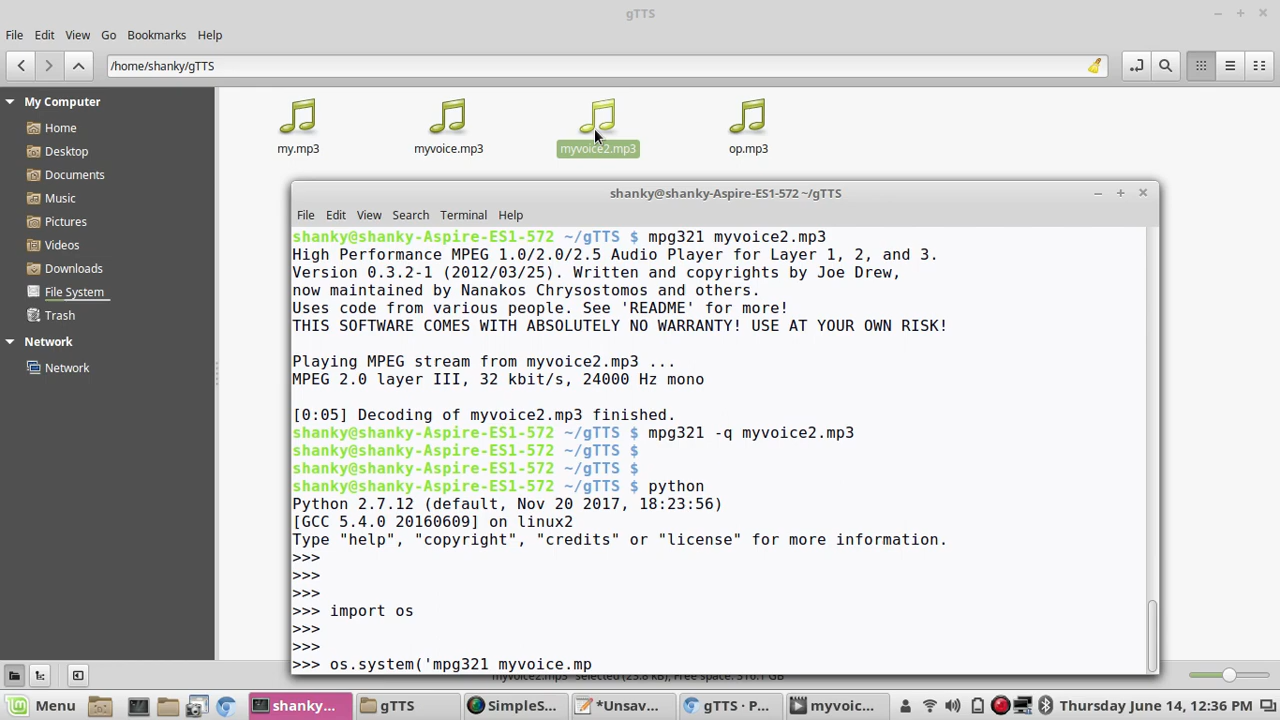 gTTS
File Edit View Go Bookmarks Help
/home/shanky/gTTS
My Computer
Home
Desktop
Documents
Music
Pictures
Videos
Downloads
File System
Trash
Network
Network
my.mp3 myvoice.mp3 myvoice2.mp3 op.mp3
shanky@shanky-Aspire-ES1-572 ~/gTTS
File Edit View Search Terminal Help
shanky@shanky-Aspire-ES1-572 ~/gTTS $ mpg321 myvoice2.mp3
High Performance MPEG 1.0/2.0/2.5 Audio Player for Layer 1, 2, and 3.
Version 0.3.2-1 (2012/03/25). Written and copyrights by Joe Drew,
now maintained by Nanakos Chrysostomos and others.
Uses code from various people. See 'README' for more!
THIS SOFTWARE COMES WITH ABSOLUTELY NO WARRANTY! USE AT YOUR OWN RISK!
Playing MPEG stream from myvoice2.mp3 ...
MPEG 2.0 layer III, 32 kbit/s, 24000 Hz mono
[0:05] Decoding of myvoice2.mp3 finished.
shanky@shanky-Aspire-ES1-572 ~/gTTS $ mpg321 -q myvoice2.mp3
shanky@shanky-Aspire-ES1-572 ~/gTTS $
shanky@shanky-Aspire-ES1-572 ~/gTTS $
shanky@shanky-Aspire-ES1-572 ~/gTTS $ python
Python 2.7.12 (default, Nov 20 2017, 18:23:56)
[GCC 5.4.0 20160609] on linux2
Type "help", "copyright", "credits" or "license" for more information.
>>>
>>>
>>>
>>> import os
>>>
>>>
>>> os.system('mpg321 myvoice.mp
Menu shanky... gTTS SimpleS... *Unsav... gTTS · P... myvoic... Thursday June 14, 12:36 PM